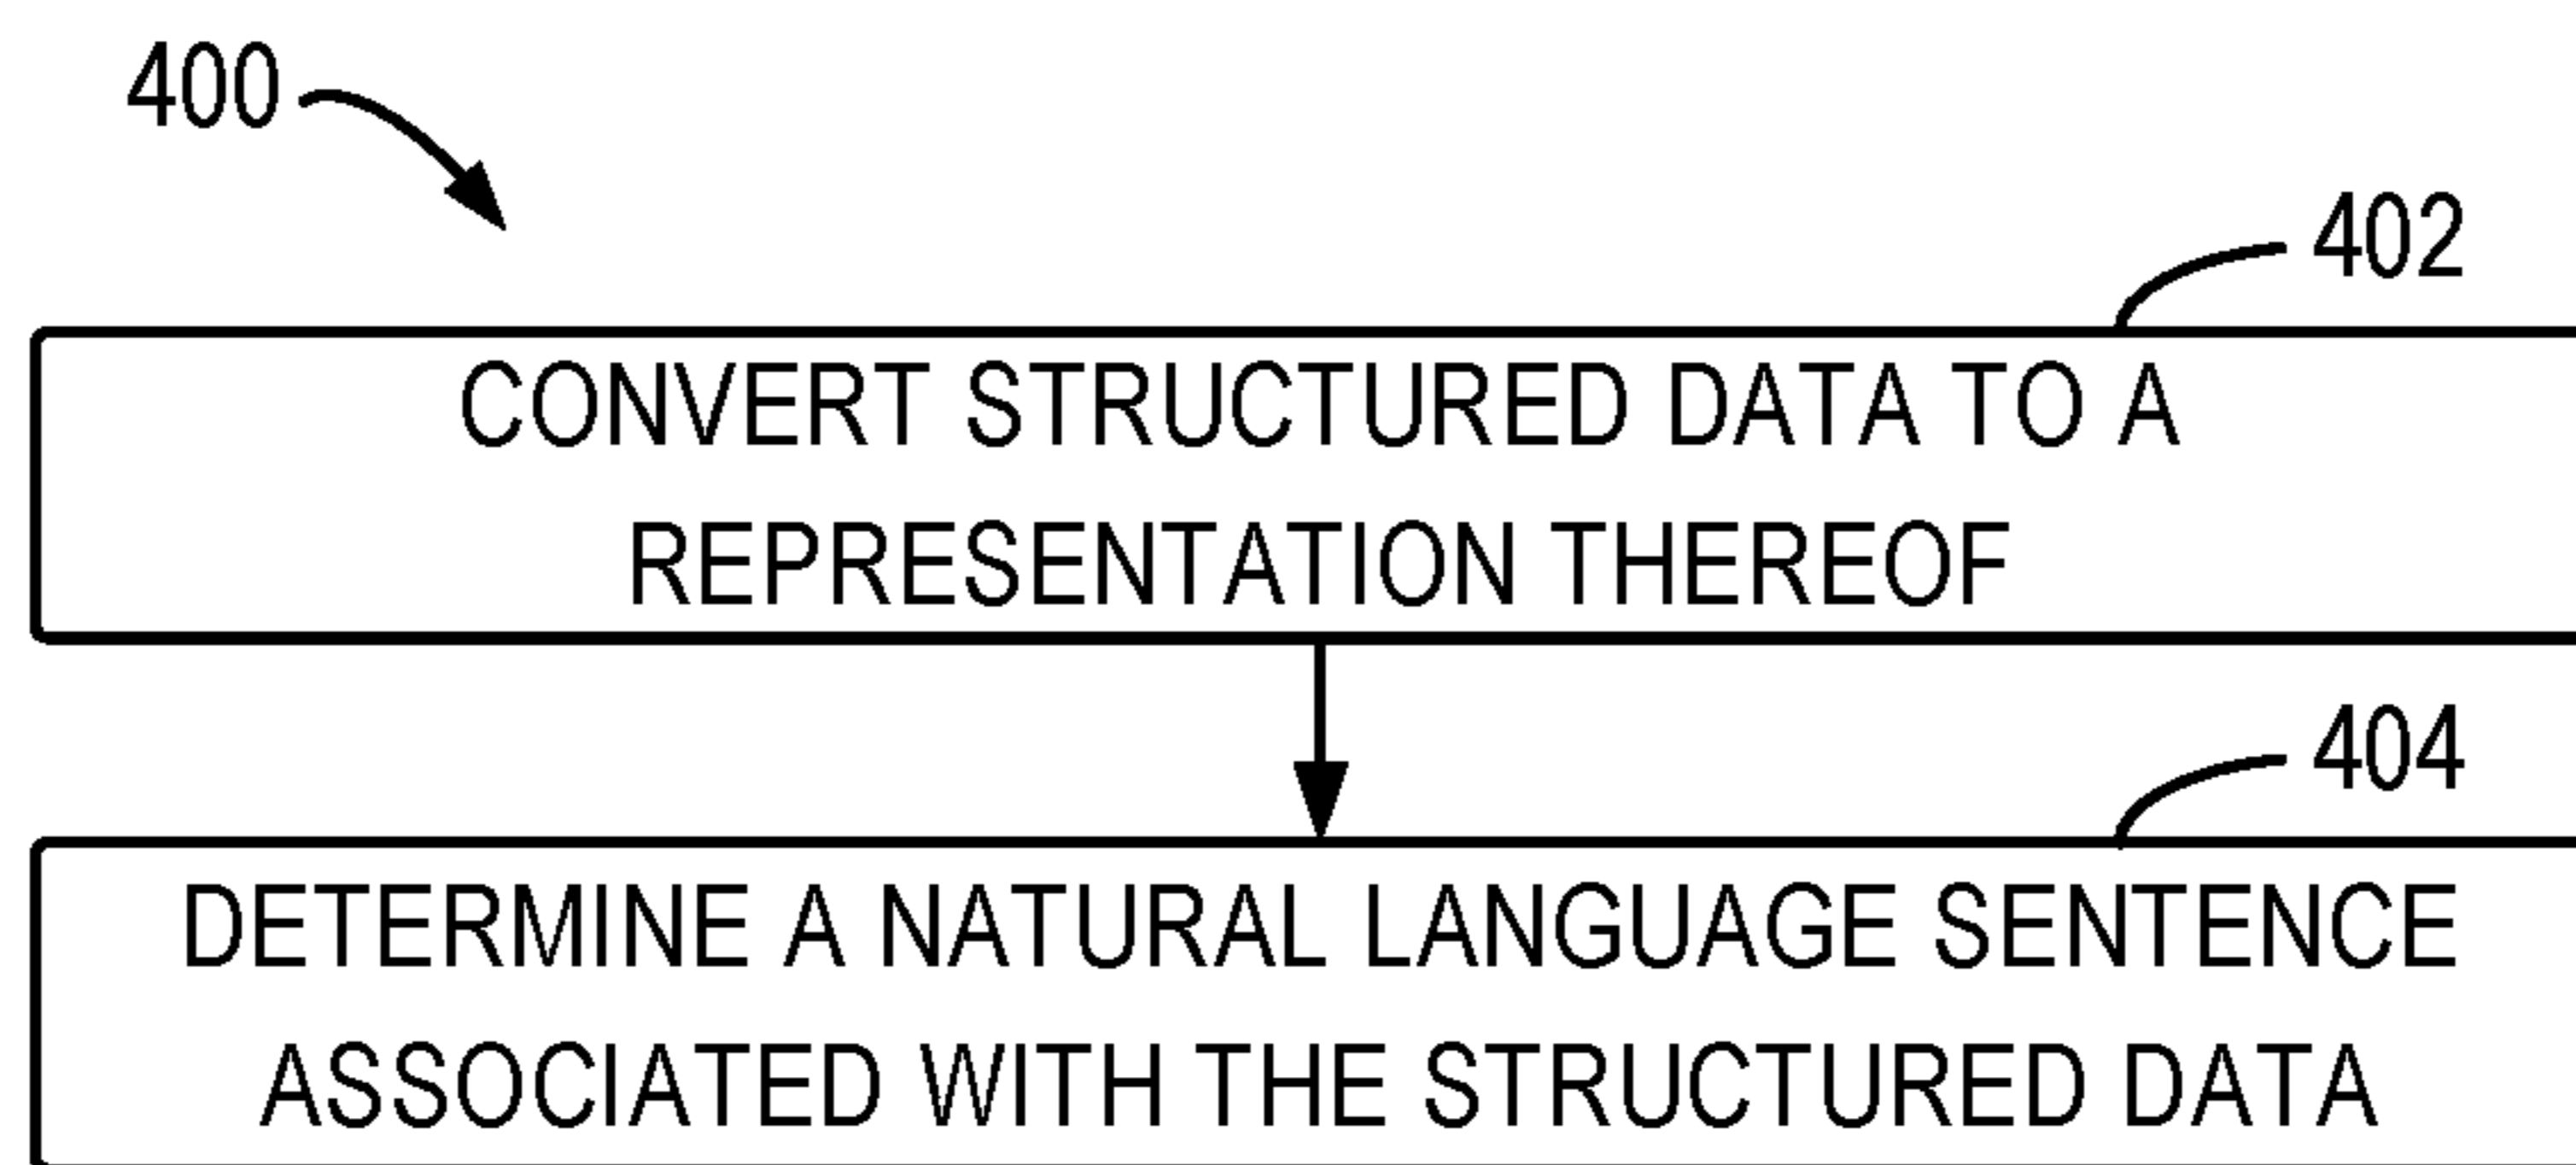 400
402
CONVERT STRUCTURED DATA TO A
REPRESENTATION THEREOF
404
DETERMINE A NATURAL LANGUAGE SENTENCE
ASSOCIATED WITH THE STRUCTURED DATA